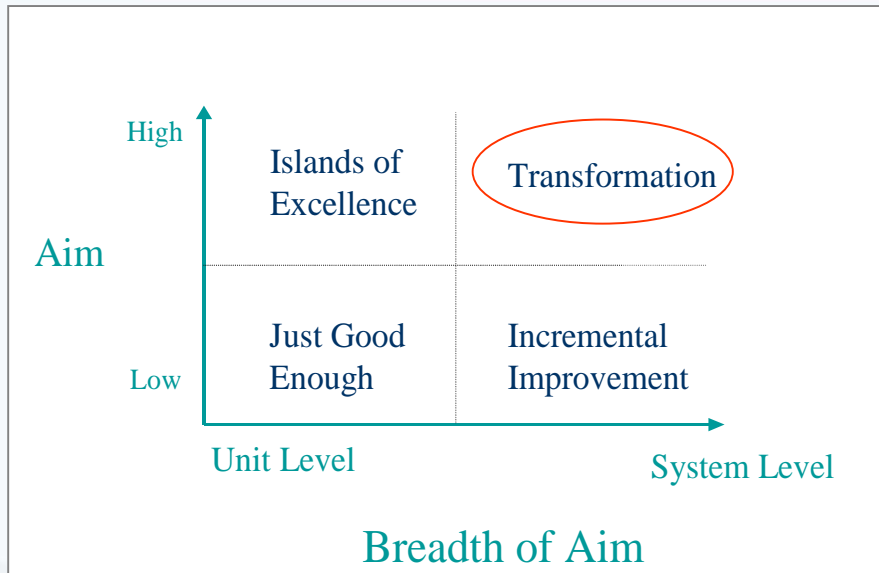 High
Islands of
Excellence
Transformation
Aim
Just Good
Enough
Incremental
Improvement
Low
Unit Level
System Level
Breadth of Aim